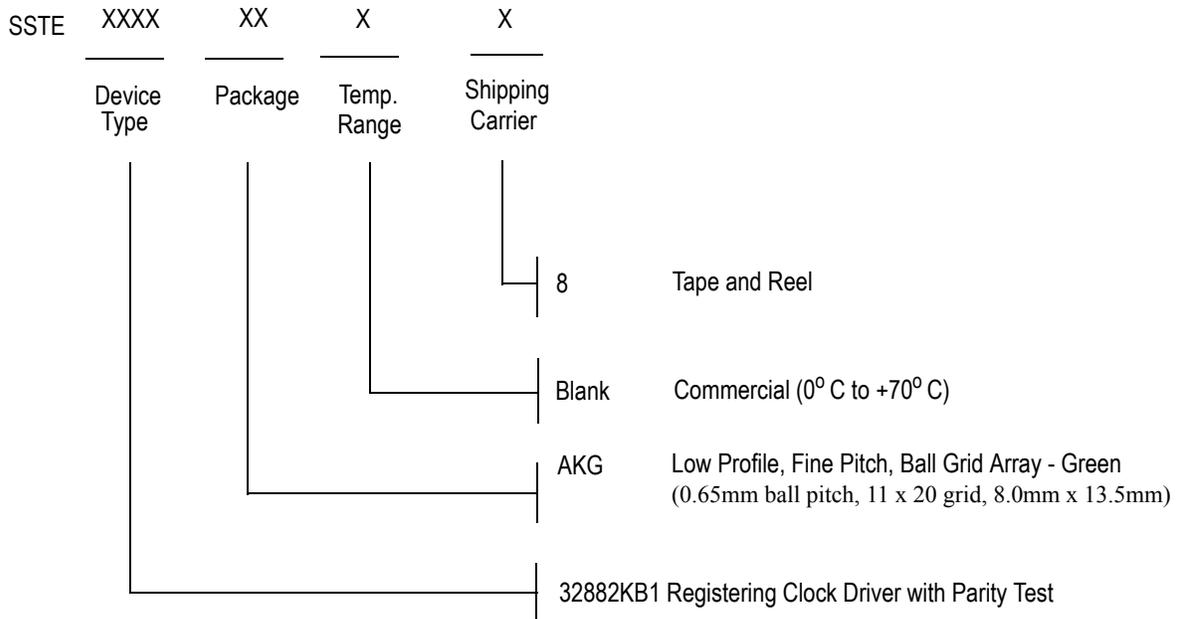 SSTE XXXX XX X X
Device Type Package Temp. Range Shipping Carrier
8 Tape and Reel
Blank Commercial (0º C to +70º C)
AKG Low Profile, Fine Pitch, Ball Grid Array - Green
(0.65mm ball pitch, 11 x 20 grid, 8.0mm x 13.5mm)
32882KB1 Registering Clock Driver with Parity Test